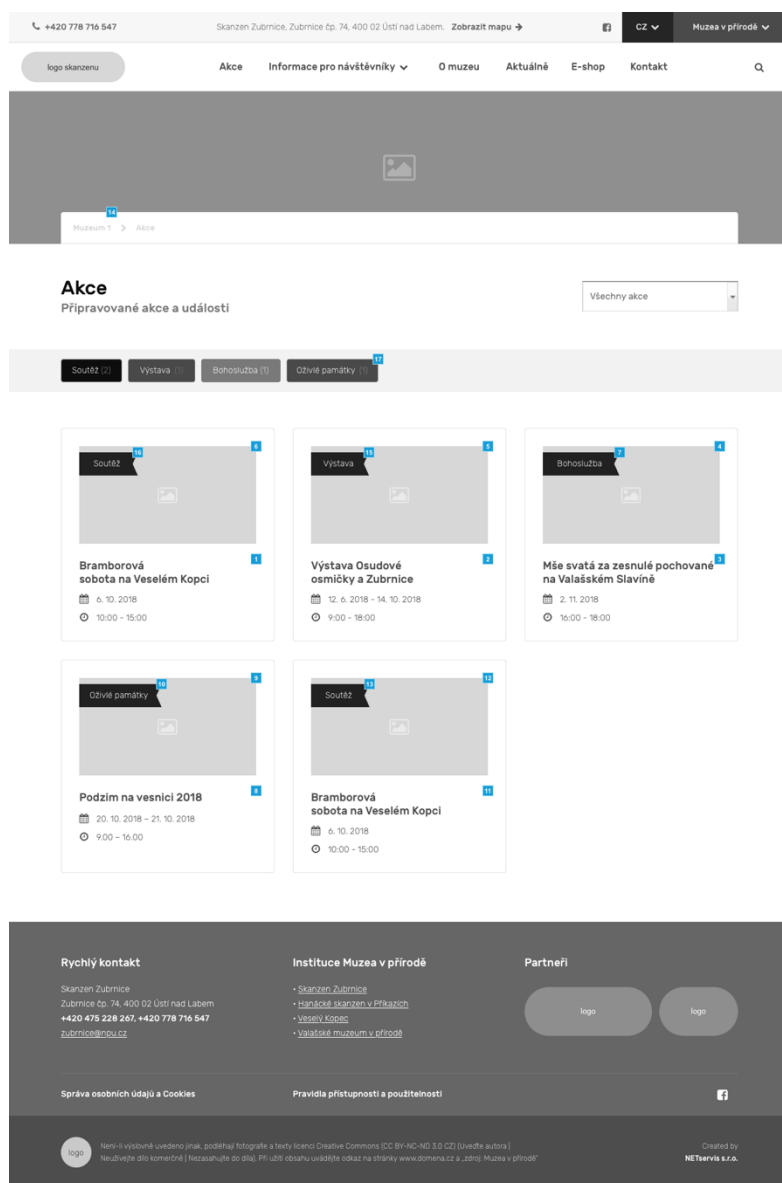 +420 778 716 547
Skanzen Zubrnice, Zubrnice čp. 74, 400 02 Ústí nad Labem. Zobrazit mapu
CZ
Muzea v přírodě
logo skanzenu
Akce
Informace pro návštěvníky
O muzeu
Aktuálně
E-shop
Kontakt
14
Muzeum 1 > Akce
Akce
Připravované akce a události
Všechny akce
17
Soutěž (2)
Výstava (1)
Bohoslužba (1)
Oživlé památky (1)
16
6
Soutěž
1
Bramborová
sobota na Veselém Kopci
6. 10. 2018
10:00 - 15:00
15
5
Výstava
2
Výstava Osudové
osmičky a Zubrnice
12. 6. 2018 - 14. 10. 2018
9:00 - 18:00
7
4
Bohoslužba
3
Mše svatá za zesnulé pochované
na Valašském Slavíně
2. 11. 2018
16:00 - 18:00
10
9
Oživlé památky
8
Podzim na vesnici 2018
20. 10. 2018 – 21. 10. 2018
9.00 – 16.00
13
12
Soutěž
11
Bramborová
sobota na Veselém Kopci
6. 10. 2018
10:00 - 15:00
Rychlý kontakt
Skanzen Zubrnice
Zubrnice čp. 74, 400 02 Ústí nad Labem
+420 475 228 267, +420 778 716 547
zubrnice@npu.cz
Instituce Muzea v přírodě
• Skanzen Zubrnice
• Hanácké skanzen v Příkazích
• Veselý Kopec
• Valašské muzeum v přírodě
Partneři
logo
logo
Správa osobních údajů a Cookies
Pravidla přístupnosti a použitelnosti
logo
Není-li výslovně uvedeno jinak, podléhají fotografie a texty licenci Creative Commons (CC BY-NC-ND 3.0 CZ) (Uveďte autora |
Neužívejte dílo komerčně | Nezasahujte do díla). Při užití obsahu uvádějte odkaz na stránky www.domena.cz a „zdroj: Muzea v přírodě"
Created by
NETservis s.r.o.